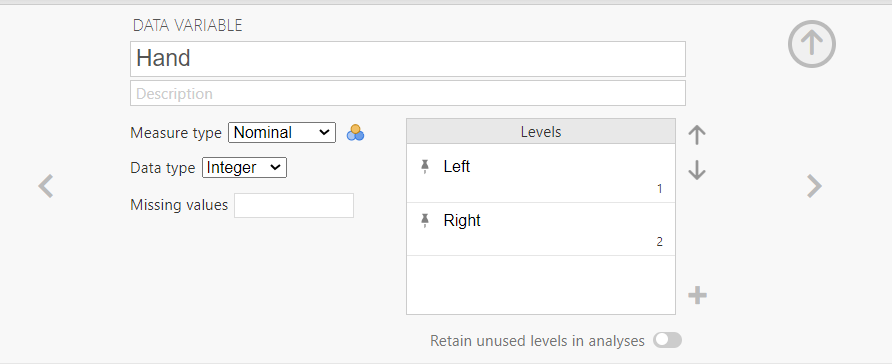 DATA VARIABLE
Hand
Description
Measure type Nominal
Data type Integer
Missing values
Levels
Left
1
Right
2
Retain unused levels in analyses